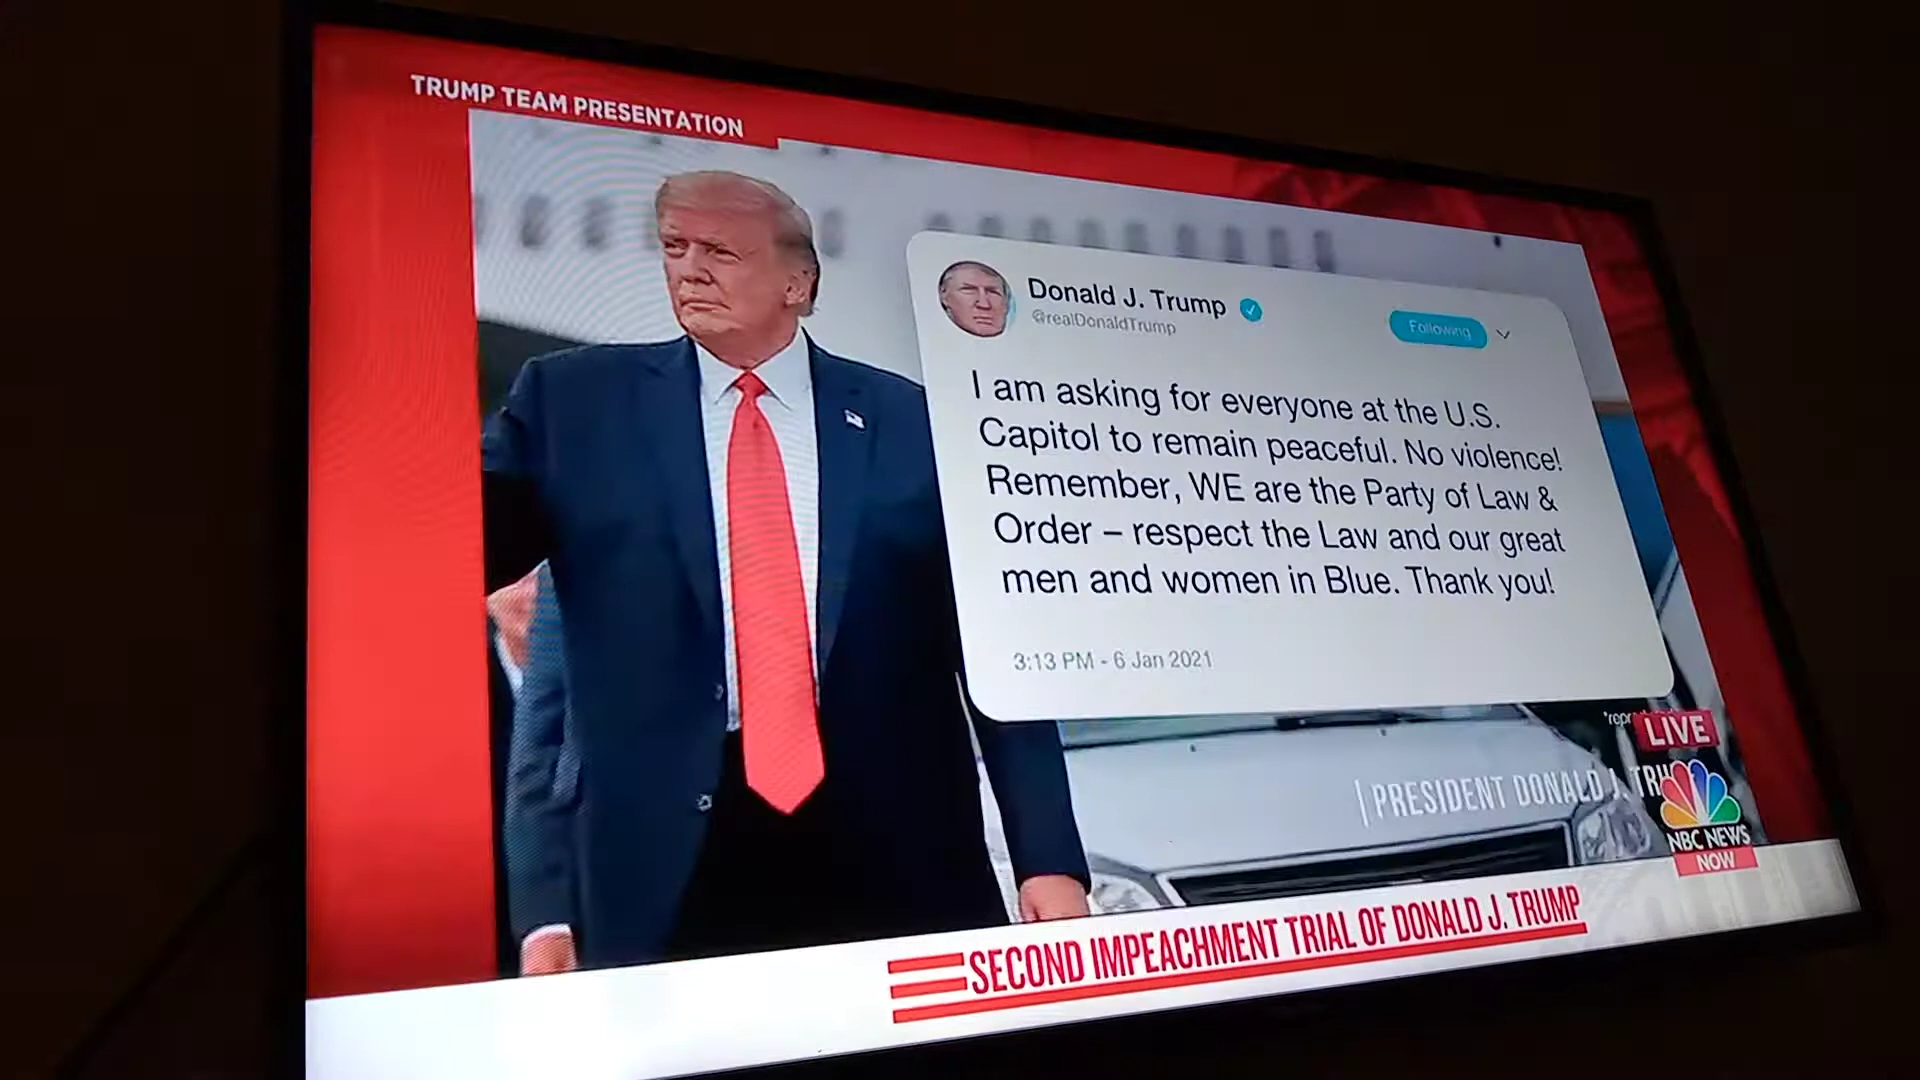 TRUMP TEAM PRESENTATION
Donald J. Trump
@realDonaldTrump
Following
I am asking for everyone at the U.S.
Capitol to remain peaceful. No violence!
Remember, WE are the Party of Law &
Order – respect the Law and our great
men and women in Blue. Thank you!
3:13 PM - 6 Jan 2021
LIVE
PRESIDENT DONALD J. TRU
NBC NEWS
NOW
SECOND IMPEACHMENT TRIAL OF DONALD J. TRUMP